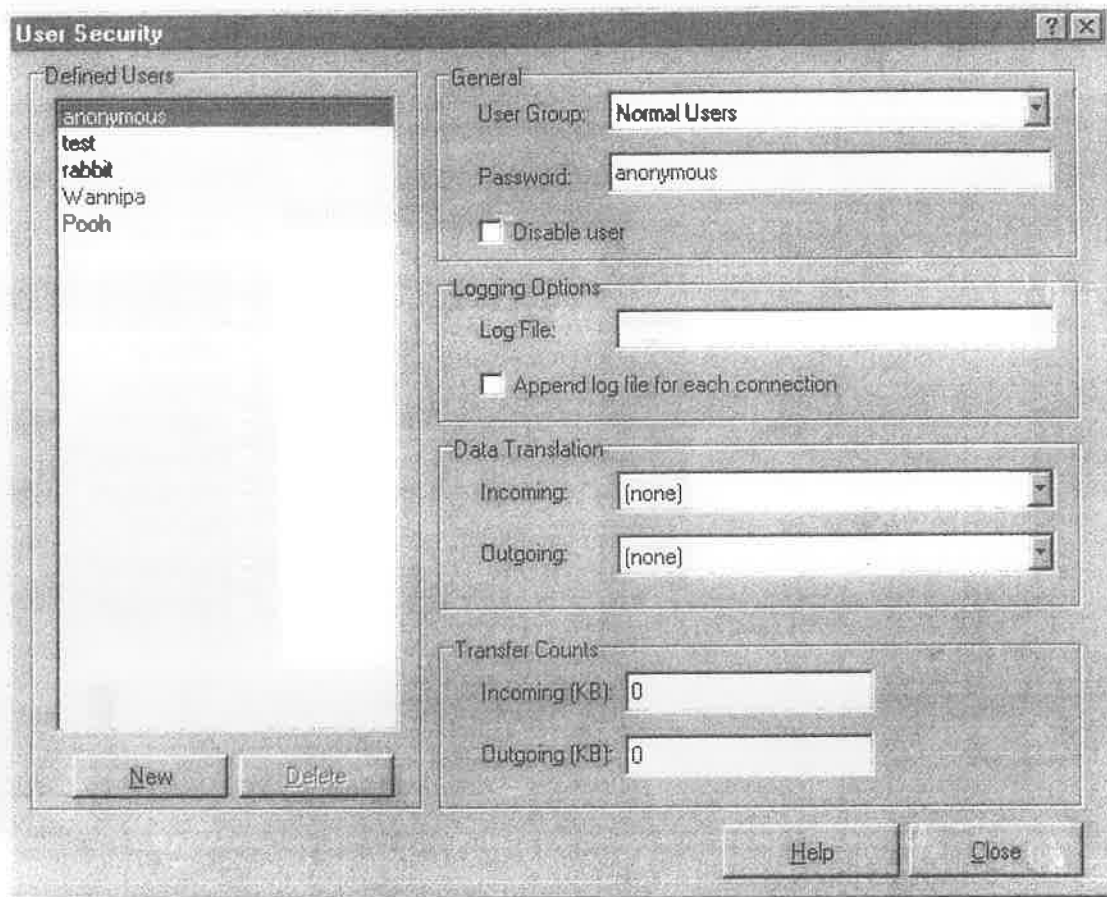 User Security
Defined Users
anonymous
test
rabbit
Wannipa
Pooh
New
Delete
General
User Group: Normal Users
Password: anonymous
Disable user
Logging Options
Log File:
Append log file for each connection
Data Translation
Incoming: (none)
Outgoing: (none)
Transfer Counts
Incoming (KB): 0
Outgoing (KB): 0
Help
Close